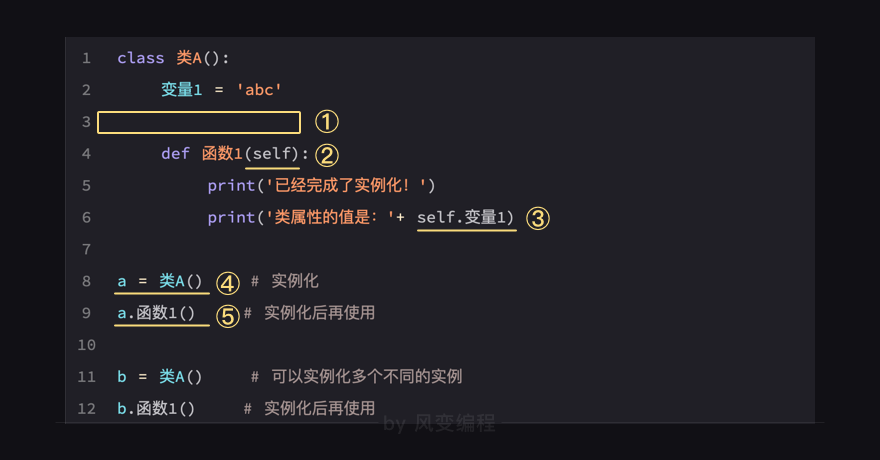 1 class 类A():
2 变量1 = 'abc'
3 ①
4 def 函数1(self): ②
5 print('已经完成了实例化！')
6 print('类属性的值是：'+ self.变量1) ③
7
8 a = 类A() ④ # 实例化
9 a.函数1() ⑤ # 实例化后再使用
10
11 b = 类A() # 可以实例化多个不同的实例
12 b.函数1() # 实例化后再使用
by 风变编程